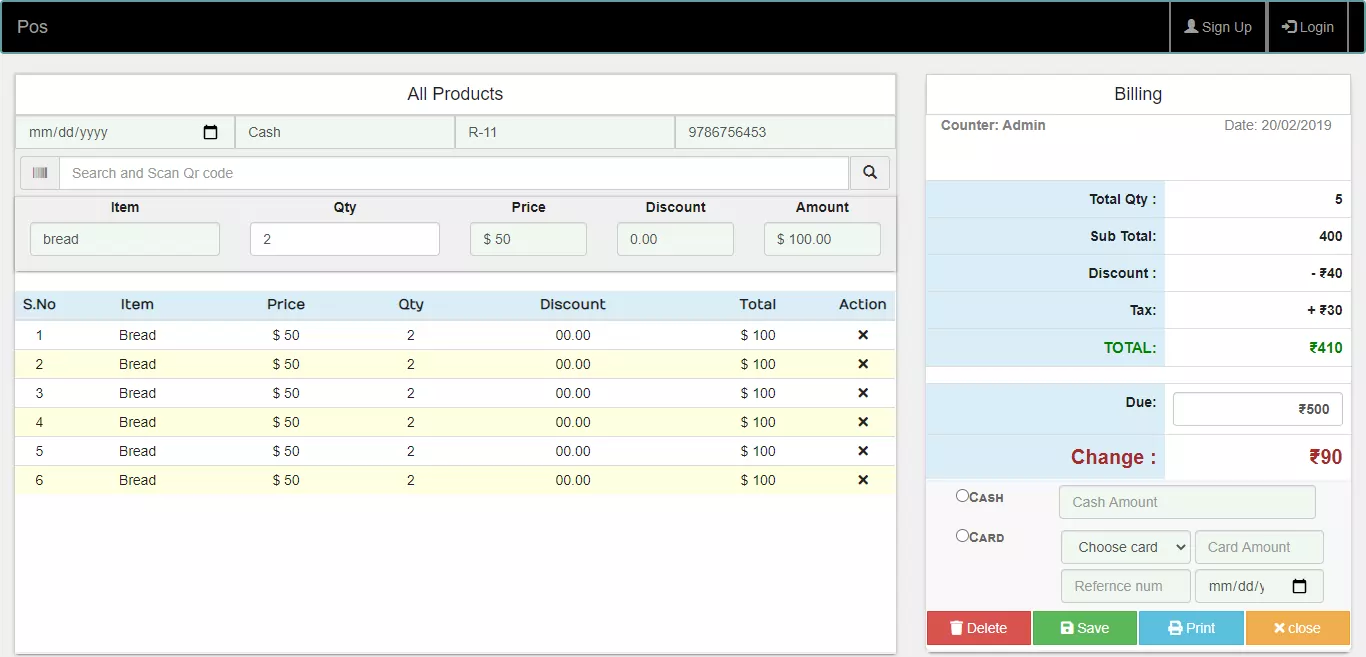 Pos Sign Up Login
All Products
mm/dd/yyyy Cash R-11 9786756453
Search and Scan Qr code
Item Qty Price Discount Amount
bread 2 $ 50 0.00 $ 100.00
S.No Item Price Qty Discount Total Action
1 Bread $ 50 2 00.00 $ 100 ×
2 Bread $ 50 2 00.00 $ 100 ×
3 Bread $ 50 2 00.00 $ 100 ×
4 Bread $ 50 2 00.00 $ 100 ×
5 Bread $ 50 2 00.00 $ 100 ×
6 Bread $ 50 2 00.00 $ 100 ×
Billing
Counter: Admin Date: 20/02/2019
Total Qty : 5
Sub Total: 400
Discount : - ₹40
Tax: + ₹30
TOTAL: ₹410
Due: ₹500
Change : ₹90
CASH Cash Amount
CARD Choose card Card Amount
Refernce num mm/dd/y
Delete Save Print × close